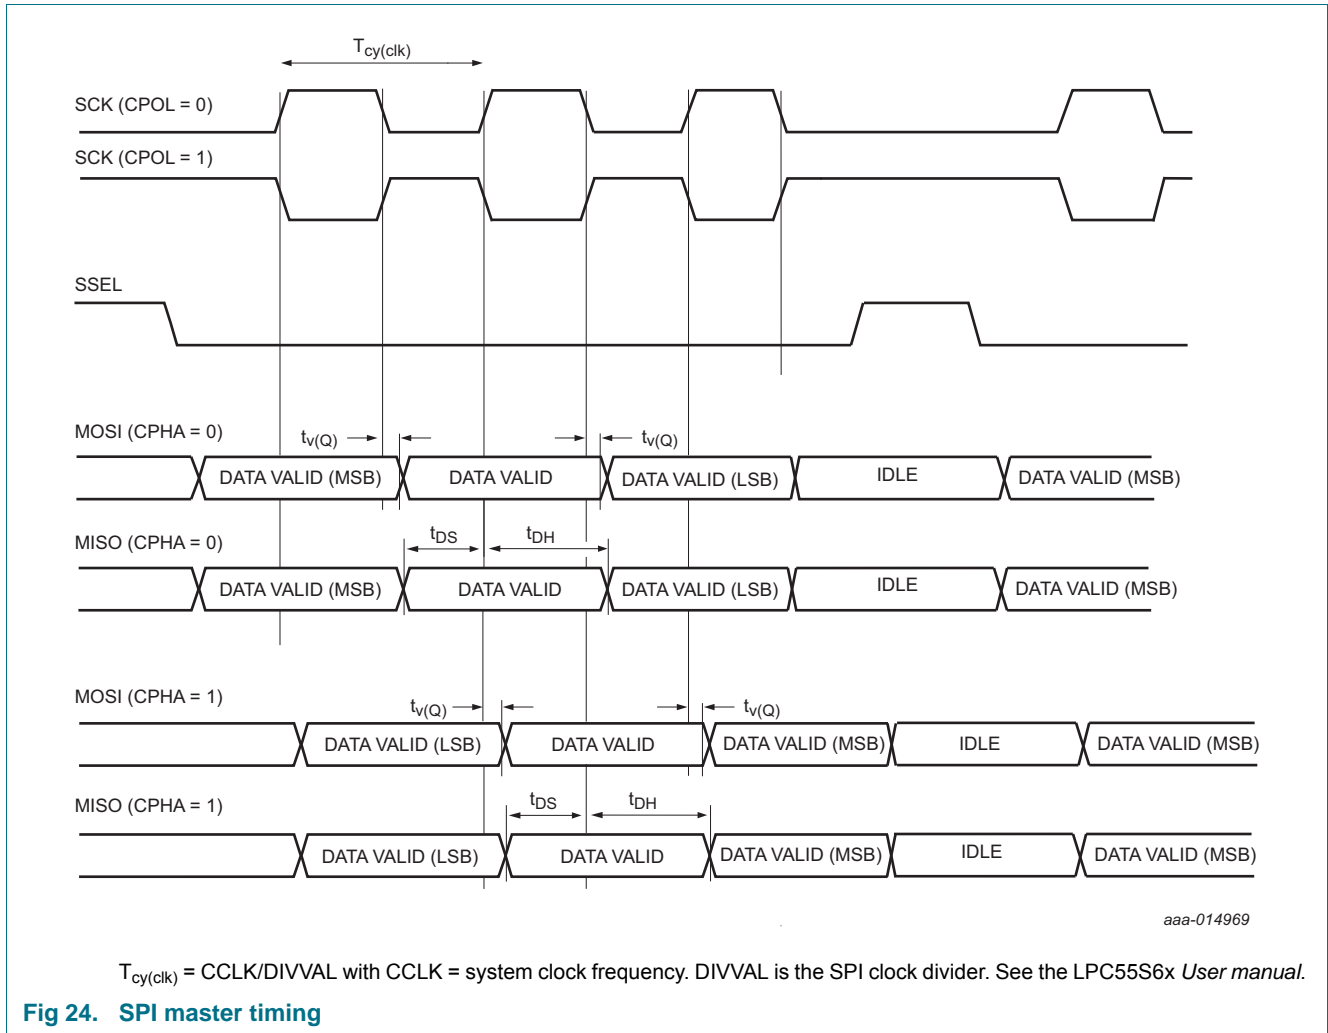 Tcy(clk)
SCK (CPOL = 0)
SCK (CPOL = 1)
SSEL
MOSI (CPHA = 0)
tv(Q) tv(Q)
DATA VALID (MSB) DATA VALID DATA VALID (LSB) IDLE DATA VALID (MSB)
tDS tDH
MISO (CPHA = 0)
DATA VALID (MSB) DATA VALID DATA VALID (LSB) IDLE DATA VALID (MSB)
MOSI (CPHA = 1)
tv(Q) tv(Q)
DATA VALID (LSB) DATA VALID DATA VALID (MSB) IDLE DATA VALID (MSB)
tDS tDH
MISO (CPHA = 1)
DATA VALID (LSB) DATA VALID DATA VALID (MSB) IDLE DATA VALID (MSB)
aaa-014969
Tcy(clk) = CCLK/DIVVAL with CCLK = system clock frequency. DIVVAL is the SPI clock divider. See the LPC55S6x User manual.
Fig 24. SPI master timing